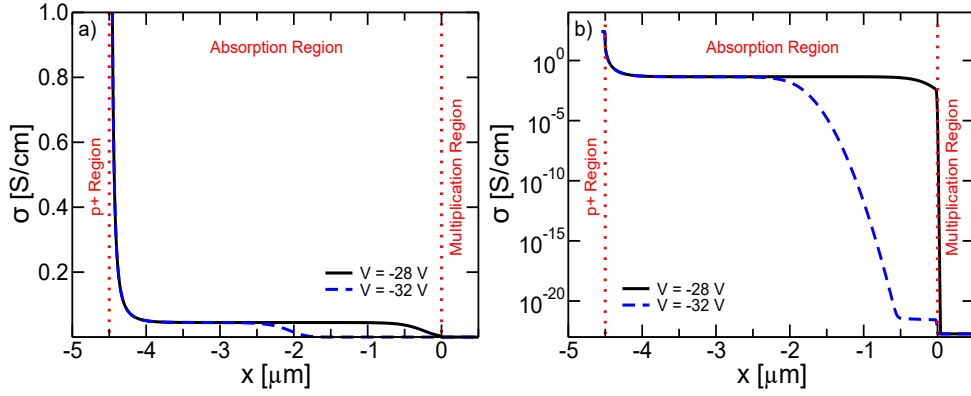 a)
Absorption Region
p+ Region
Multiplication Region
σ [S/cm]
1.0
0.8
0.6
0.4
0.2
V = -28 V
V = -32 V
-5 -4 -3 -2 -1 0
x [μm]
b)
Absorption Region
p+ Region
Multiplication Region
σ [S/cm]
10⁰
10⁻⁵
10⁻¹⁰
10⁻¹⁵
10⁻²⁰
V = -28 V
V = -32 V
-5 -4 -3 -2 -1 0
x [μm]